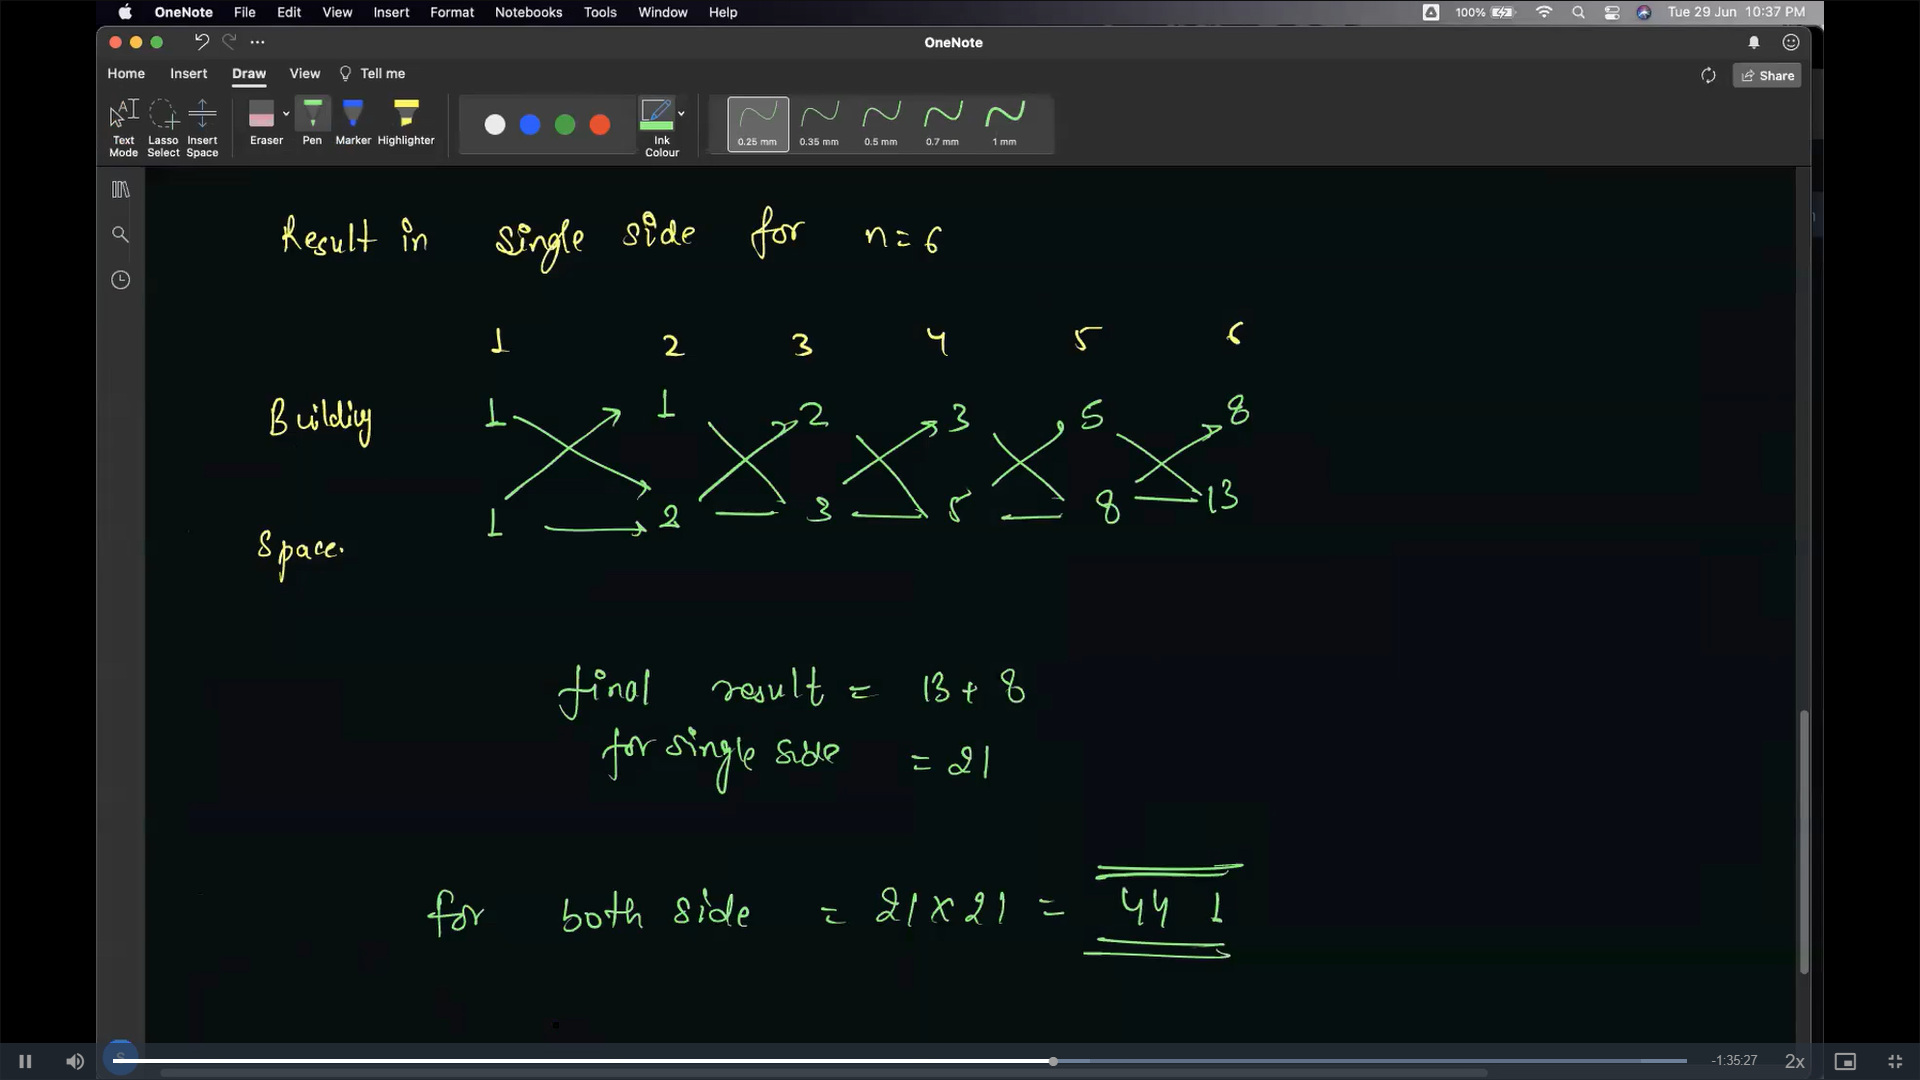 OneNote File Edit View Insert Format Notebooks Tools Window Help 100% Tue 29 Jun 10:37 PM
OneNote
Home Insert Draw View Tell me Share
Text Mode Lasso Select Insert Space Eraser Pen Marker Highlighter Ink Colour 0.25 mm 0.35 mm 0.5 mm 0.7 mm 1 mm
Result in single side for n=6
1 2 3 4 5 6
Building 1 1 2 3 5 8
Space. 1 2 3 5 8 13
final result = 13 + 8
for single side = 21
for both side = 21 x 21 = 44 1
-1:35:27 2x